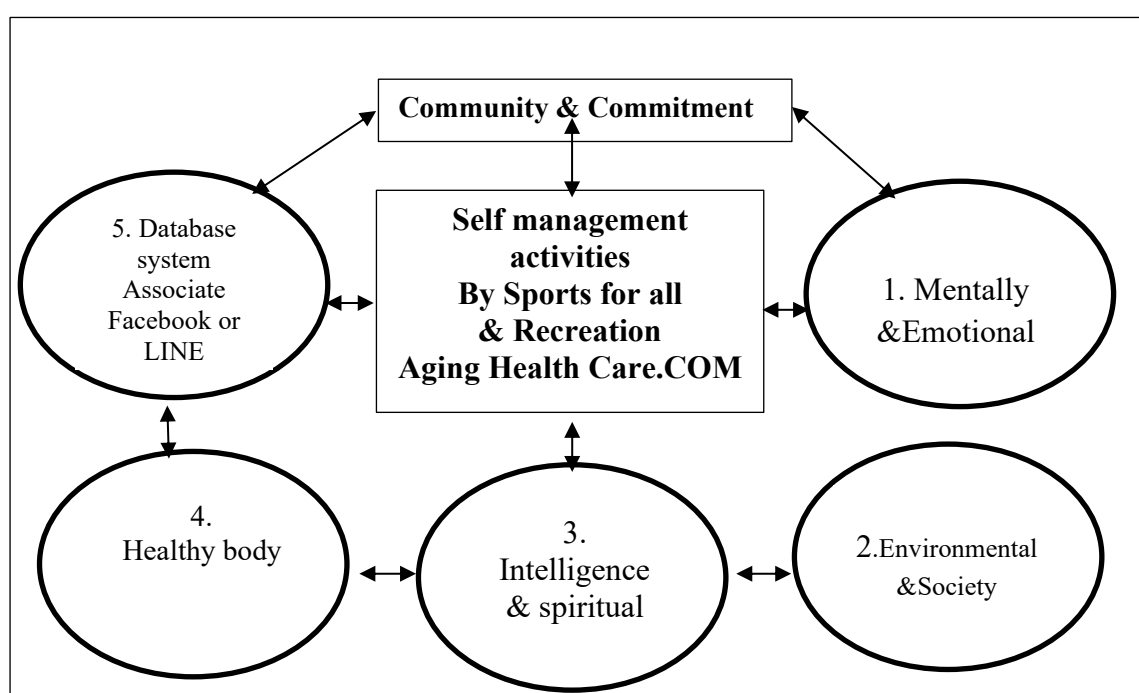 Community & Commitment
Self management
activities
By Sports for all
& Recreation
Aging Health Care.COM
1. Mentally
&Emotional
2.Environmental
&Society
3.
Intelligence
& spiritual
4.
Healthy body
5. Database
system
Associate
Facebook or
LINE